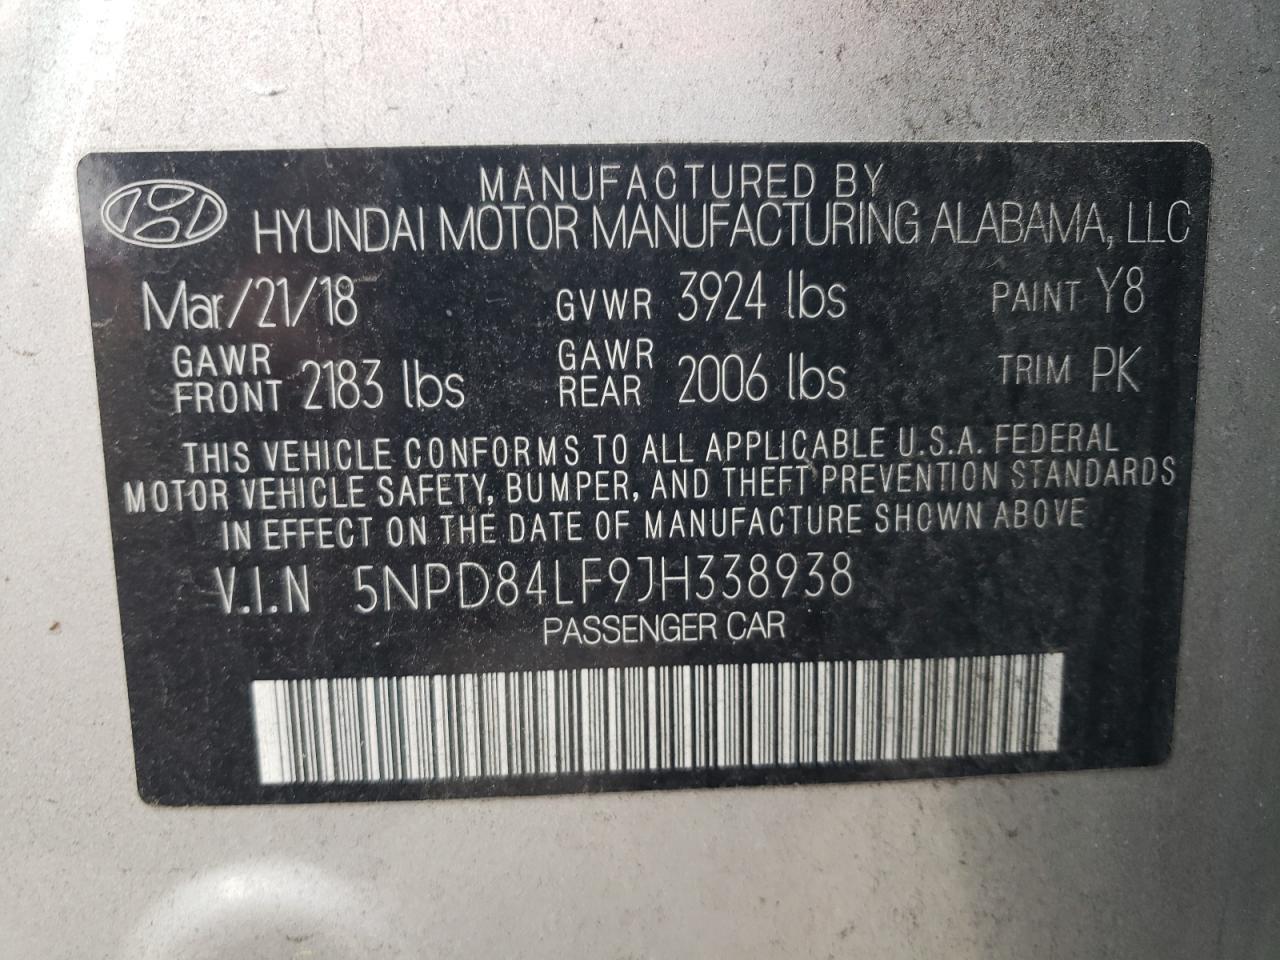 MANUFACTURED BY
HYUNDAI MOTOR MANUFACTURING ALABAMA, LLC
Mar/21/18 GVWR 3924 lbs PAINT Y8
GAWR FRONT 2183 lbs GAWR REAR 2006 lbs TRIM PK
THIS VEHICLE CONFORMS TO ALL APPLICABLE U.S.A. FEDERAL
MOTOR VEHICLE SAFETY, BUMPER, AND THEFT PREVENTION STANDARDS
IN EFFECT ON THE DATE OF MANUFACTURE SHOWN ABOVE
V.I.N 5NPD84LF9JH338938
PASSENGER CAR